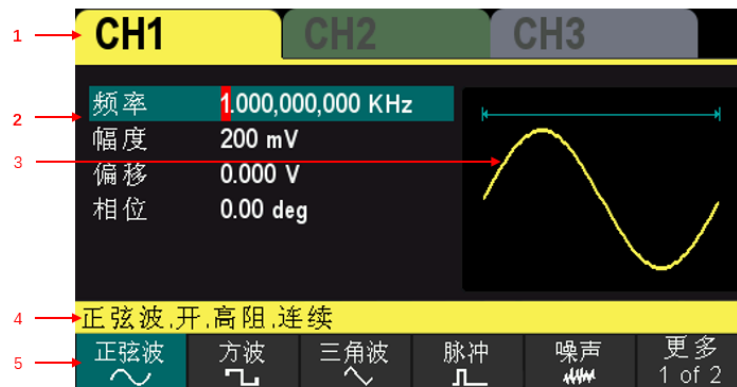 1 CH1 CH2 CH3
2 频率 1.000,000,000 KHz
幅度 200 mV
3 偏移 0.000 V
相位 0.00 deg
4 正弦波,开,高阻,连续
5 正弦波 方波 三角波 脉冲 噪声 更多
1 of 2